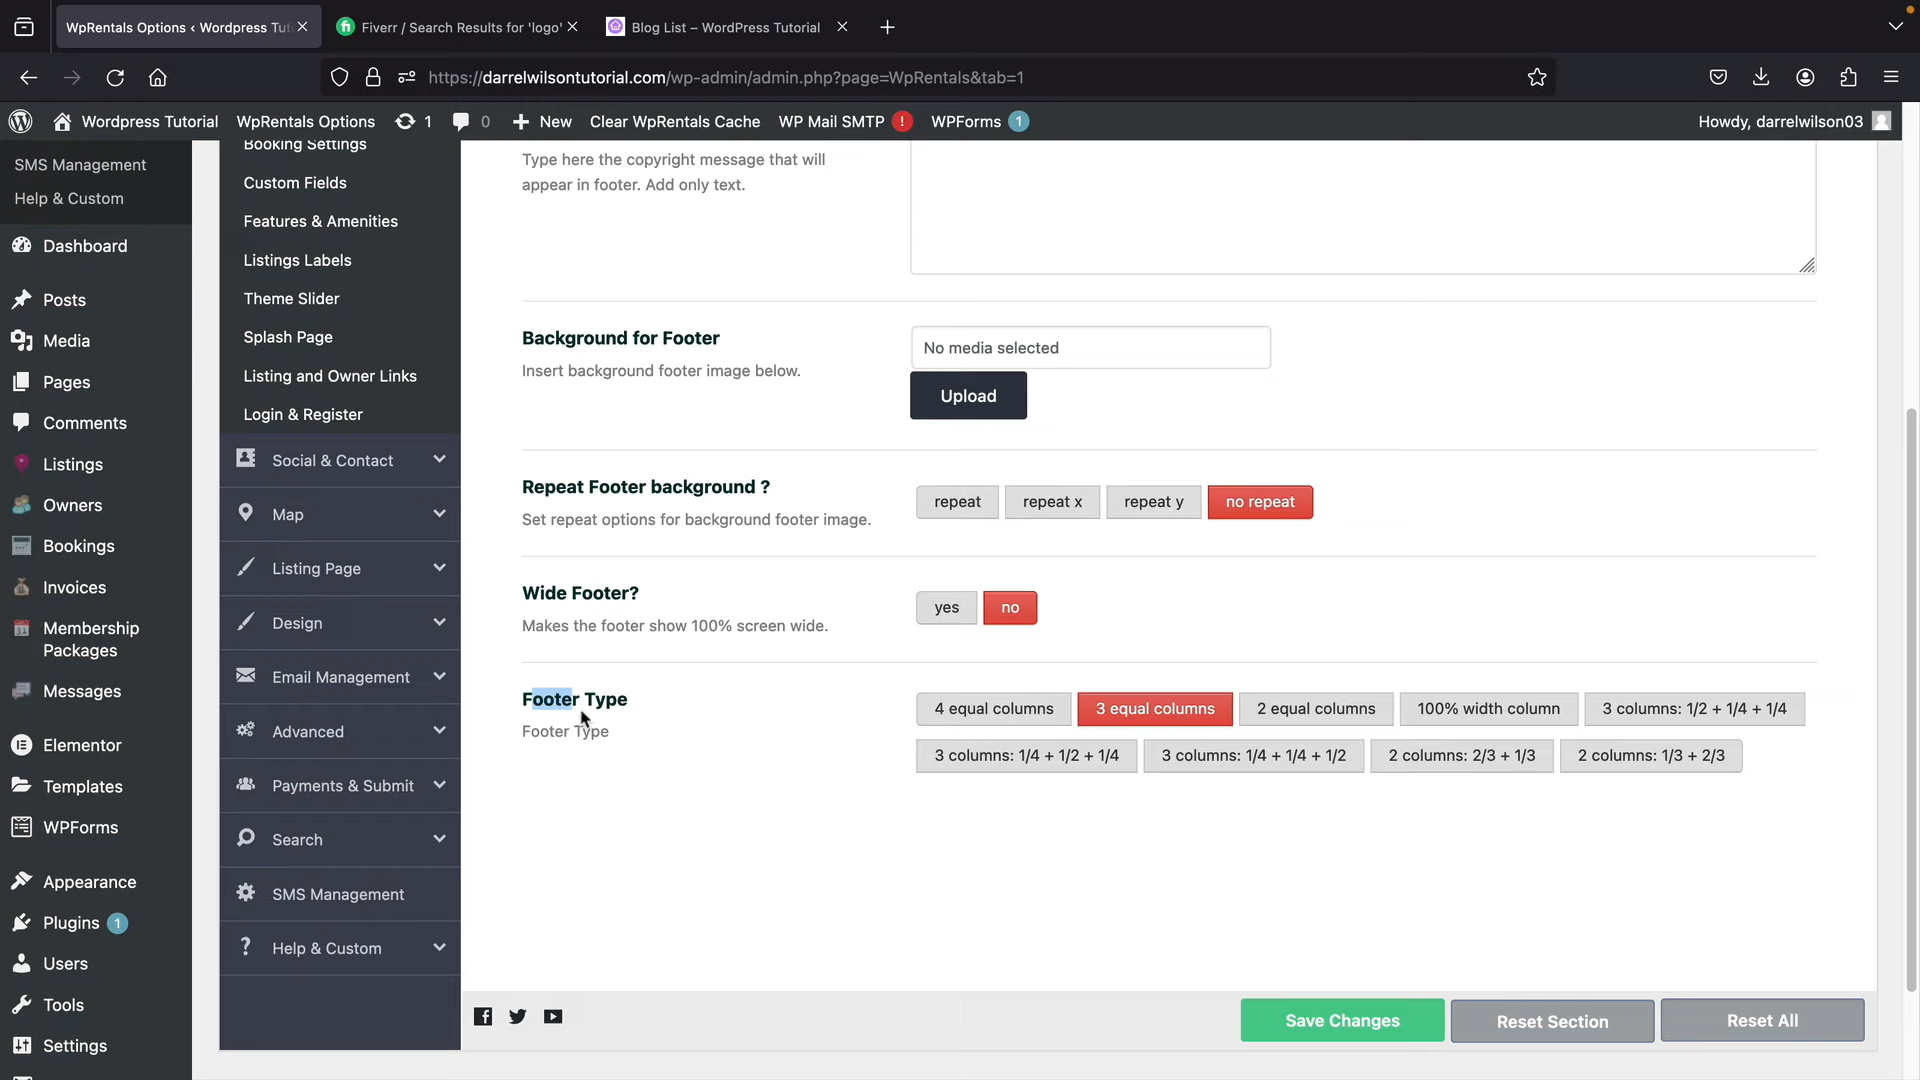 WpRentals Options ‹ Wordpress Tut
Fiverr / Search Results for 'logo'
Blog List – WordPress Tutorial
https://darrelwilsontutorial.com/wp-admin/admin.php?page=WpRentals&tab=1
Wordpress Tutorial
WpRentals Options
1
0
New
Clear WpRentals Cache
WP Mail SMTP
!
WPForms
1
Howdy, darrelwilson03
SMS Management
Help & Custom
Dashboard
Posts
Media
Pages
Comments
Listings
Owners
Bookings
Invoices
Membership
Packages
Messages
Elementor
Templates
WPForms
Appearance
Plugins
1
Users
Tools
Settings
Booking Settings
Custom Fields
Features & Amenities
Listings Labels
Theme Slider
Splash Page
Listing and Owner Links
Login & Register
Social & Contact
Map
Listing Page
Design
Email Management
Advanced
Payments & Submit
Search
SMS Management
Help & Custom
Type here the copyright message that will
appear in footer. Add only text.
Background for Footer
Insert background footer image below.
No media selected
Upload
Repeat Footer background ?
Set repeat options for background footer image.
repeat
repeat x
repeat y
no repeat
Wide Footer?
Makes the footer show 100% screen wide.
yes
no
Footer Type
Footer Type
4 equal columns
3 equal columns
2 equal columns
100% width column
3 columns: 1/2 + 1/4 + 1/4
3 columns: 1/4 + 1/2 + 1/4
3 columns: 1/4 + 1/4 + 1/2
2 columns: 2/3 + 1/3
2 columns: 1/3 + 2/3
Save Changes
Reset Section
Reset All